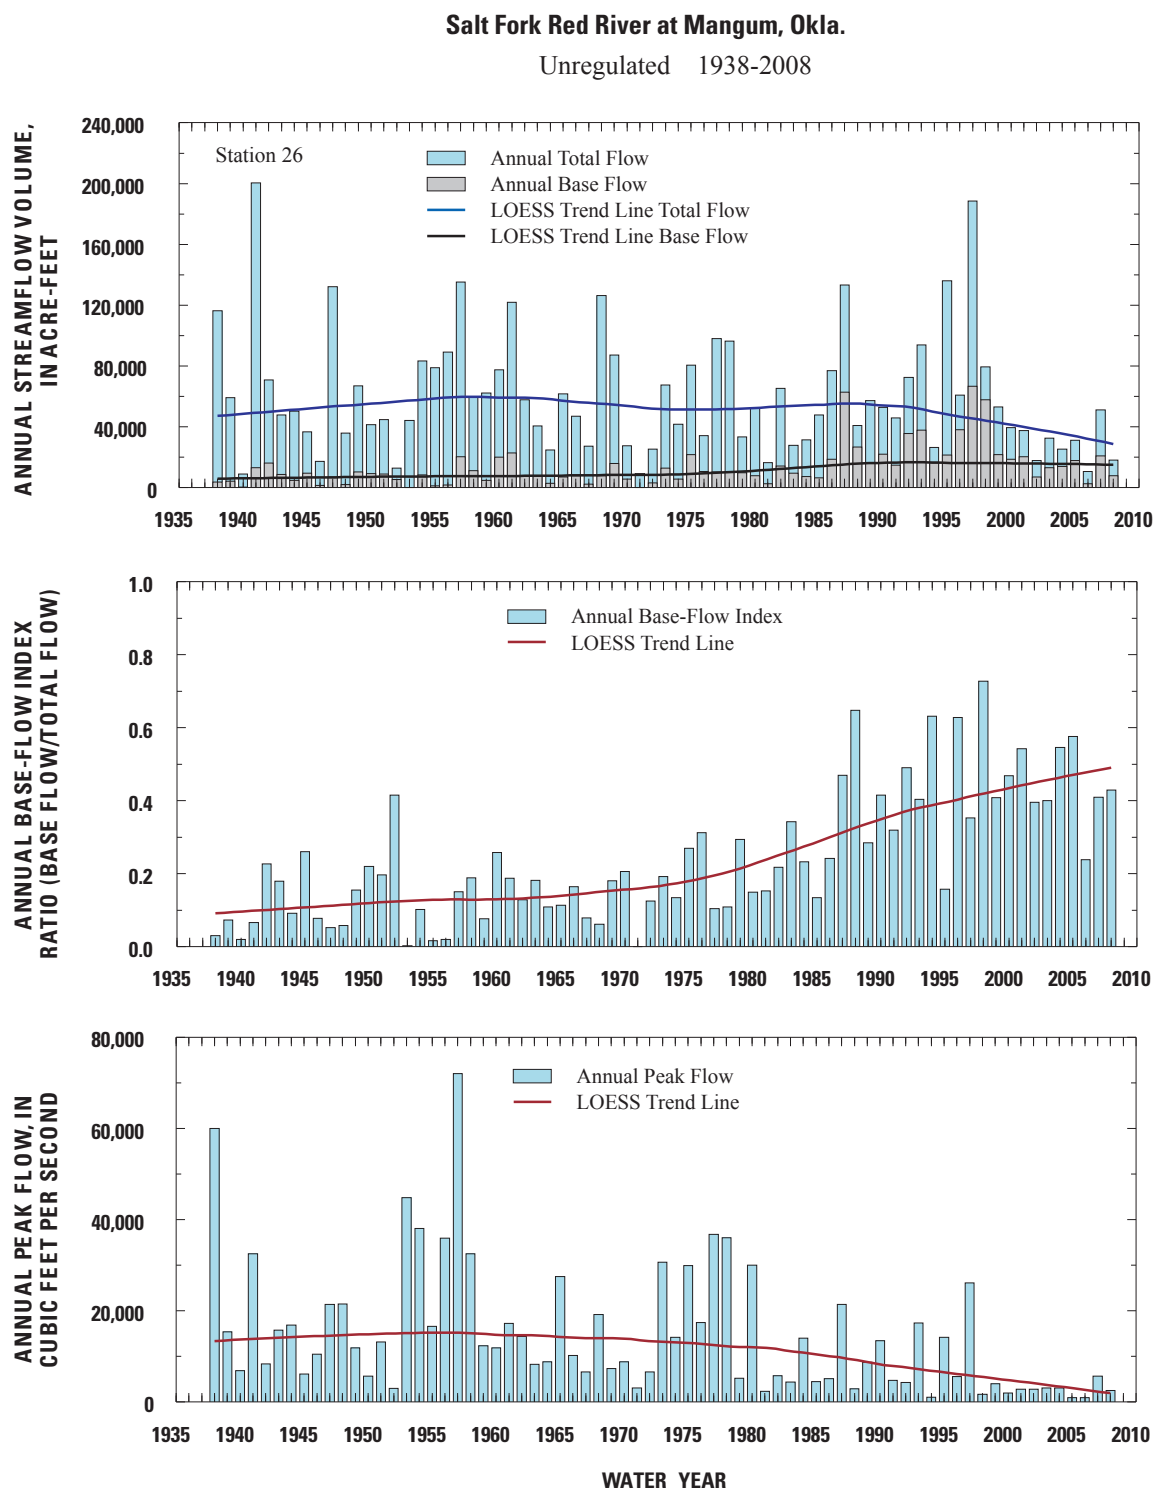 Salt Fork Red River at Mangum, Okla.
Unregulated 1938-2008
ANNUAL STREAMFLOW VOLUME,
IN ACRE-FEET
240,000
200,000
160,000
120,000
80,000
40,000
0
Station 26
Annual Total Flow
Annual Base Flow
LOESS Trend Line Total Flow
LOESS Trend Line Base Flow
1935 1940 1945 1950 1955 1960 1965 1970 1975 1980 1985 1990 1995 2000 2005 2010
ANNUAL BASE-FLOW INDEX
RATIO (BASE FLOW/TOTAL FLOW)
1.0
0.8
0.6
0.4
0.2
0.0
Annual Base-Flow Index
LOESS Trend Line
1935 1940 1945 1950 1955 1960 1965 1970 1975 1980 1985 1990 1995 2000 2005 2010
ANNUAL PEAK FLOW, IN
CUBIC FEET PER SECOND
80,000
60,000
40,000
20,000
0
Annual Peak Flow
LOESS Trend Line
1935 1940 1945 1950 1955 1960 1965 1970 1975 1980 1985 1990 1995 2000 2005 2010
WATER YEAR